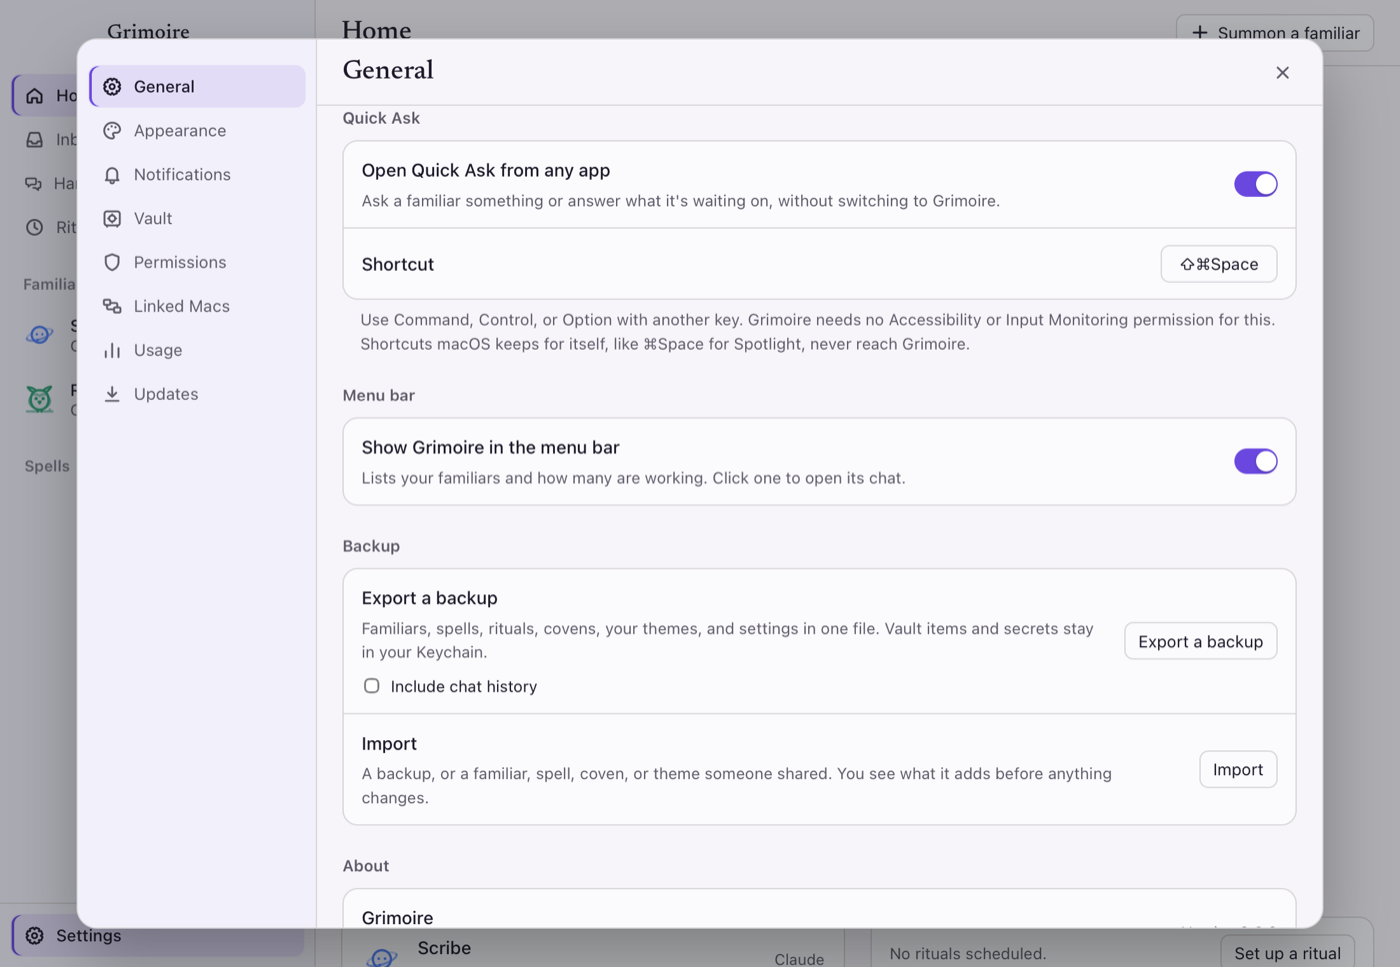 Grimoire
Home
Summon a familiar
General
General
Appearance
Notifications
Vault
Permissions
Linked Macs
Usage
Updates
Familia
Spells
Settings
Quick Ask
Open Quick Ask from any app
Ask a familiar something or answer what it's waiting on, without switching to Grimoire.
Shortcut
⇧⌘Space
Use Command, Control, or Option with another key. Grimoire needs no Accessibility or Input Monitoring permission for this.
Shortcuts macOS keeps for itself, like ⌘Space for Spotlight, never reach Grimoire.
Menu bar
Show Grimoire in the menu bar
Lists your familiars and how many are working. Click one to open its chat.
Backup
Export a backup
Familiars, spells, rituals, covens, your themes, and settings in one file. Vault items and secrets stay
in your Keychain.
Export a backup
Include chat history
Import
A backup, or a familiar, spell, coven, or theme someone shared. You see what it adds before anything
changes.
Import
About
Grimoire
Scribe
Claude
No rituals scheduled.
Set up a ritual